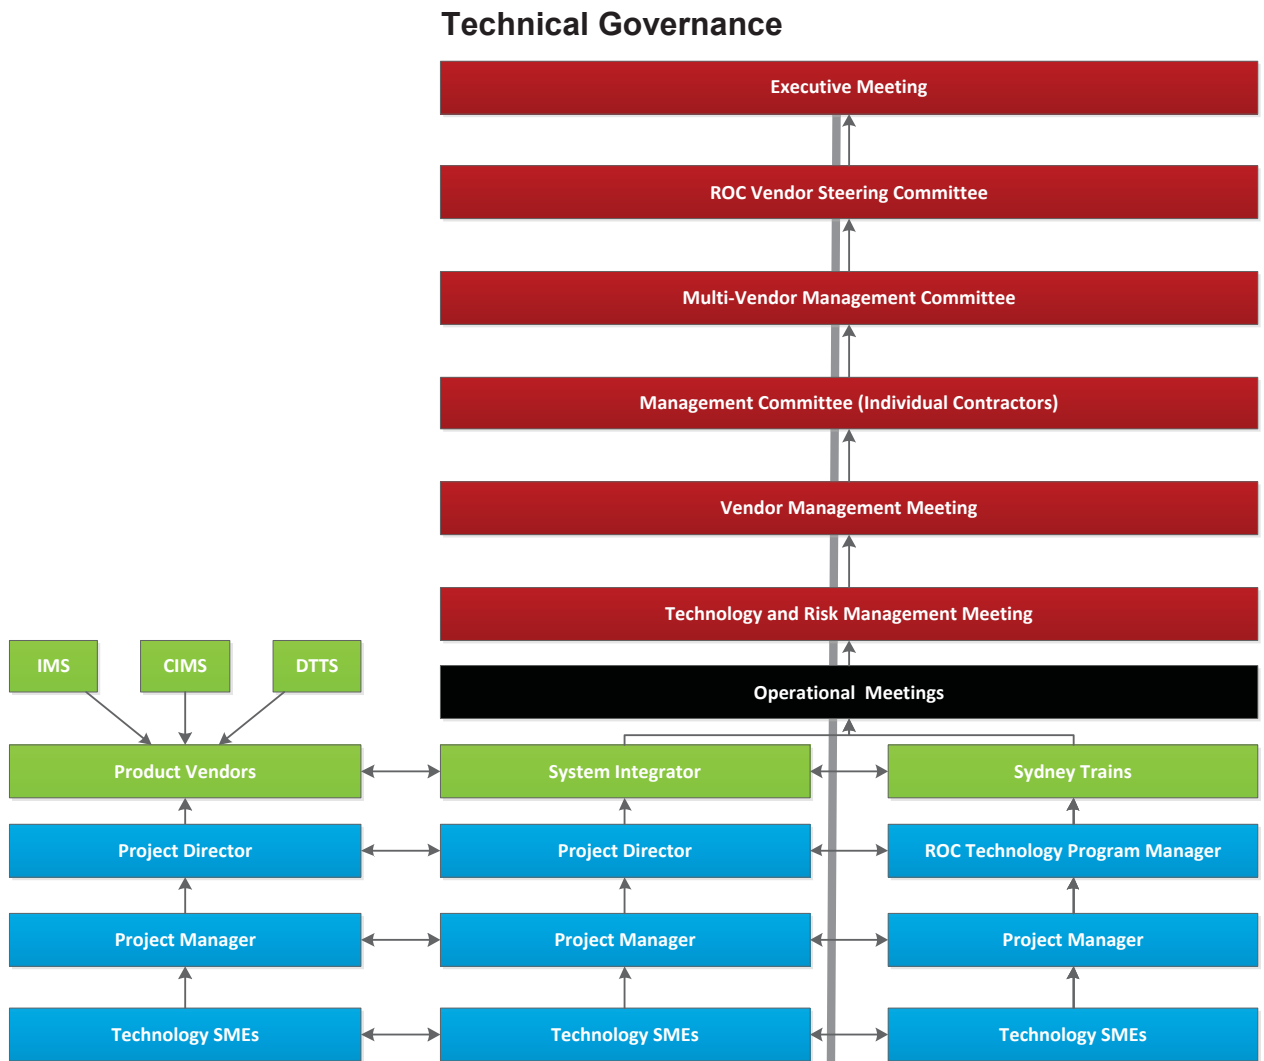 Technical Governance
Executive Meeting
ROC Vendor Steering Committee
Multi-Vendor Management Committee
Management Committee (Individual Contractors)
Vendor Management Meeting
Technology and Risk Management Meeting
IMS
CIMS
DTTS
Operational Meetings
Product Vendors
System Integrator
Sydney Trains
Project Director
Project Director
ROC Technology Program Manager
Project Manager
Project Manager
Project Manager
Technology SMEs
Technology SMEs
Technology SMEs